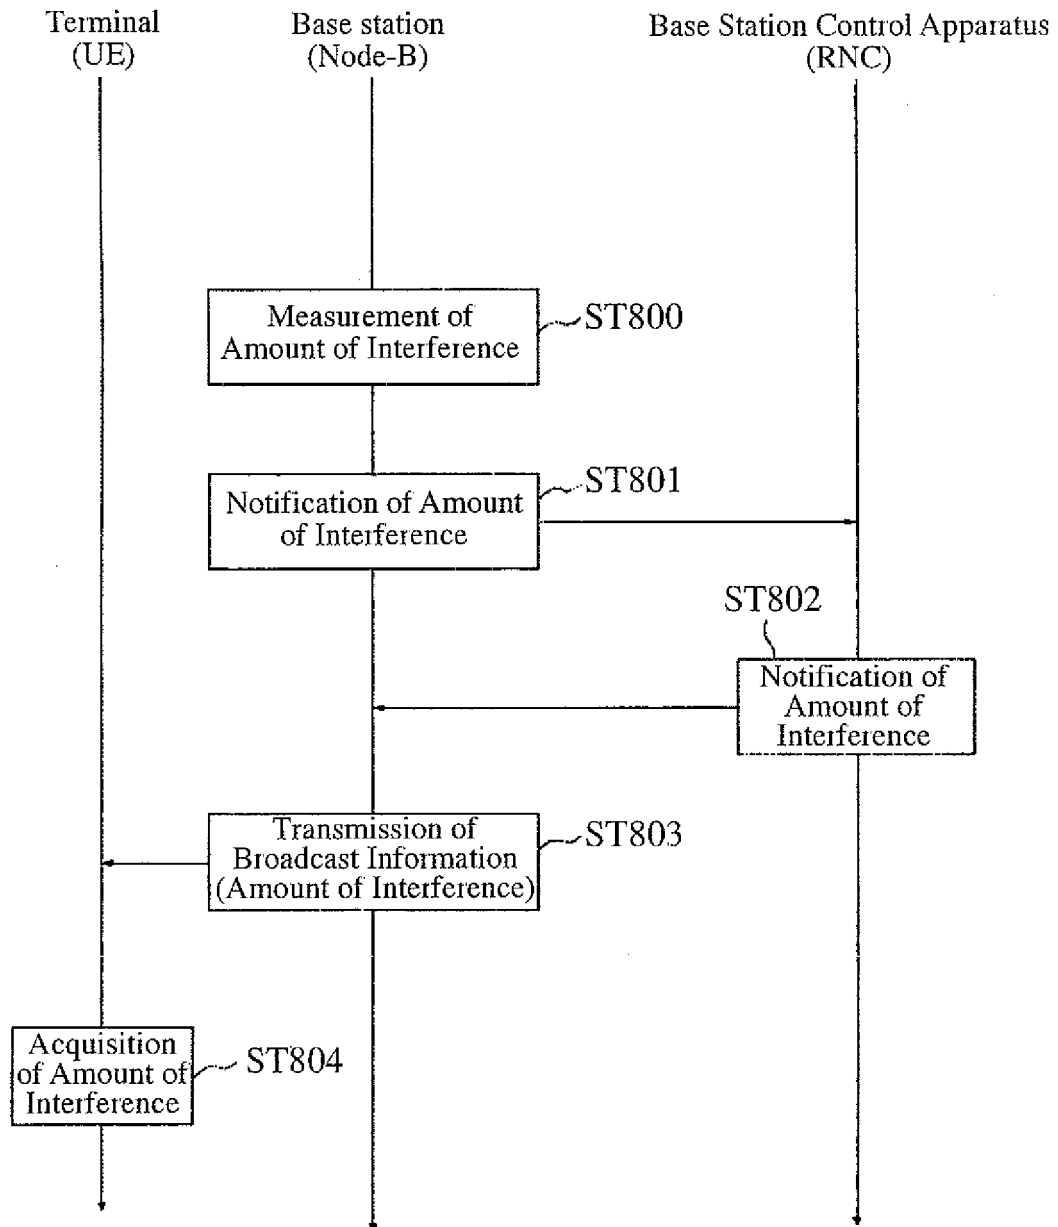 Terminal
(UE)
Base station
(Node-B)
Base Station Control Apparatus
(RNC)
Measurement of
Amount of Interference
ST800
Notification of Amount
of Interference
ST801
ST802
Notification of
Amount of
Interference
Transmission of
Broadcast Information
(Amount of Interference)
ST803
Acquisition
of Amount of
Interference
ST804